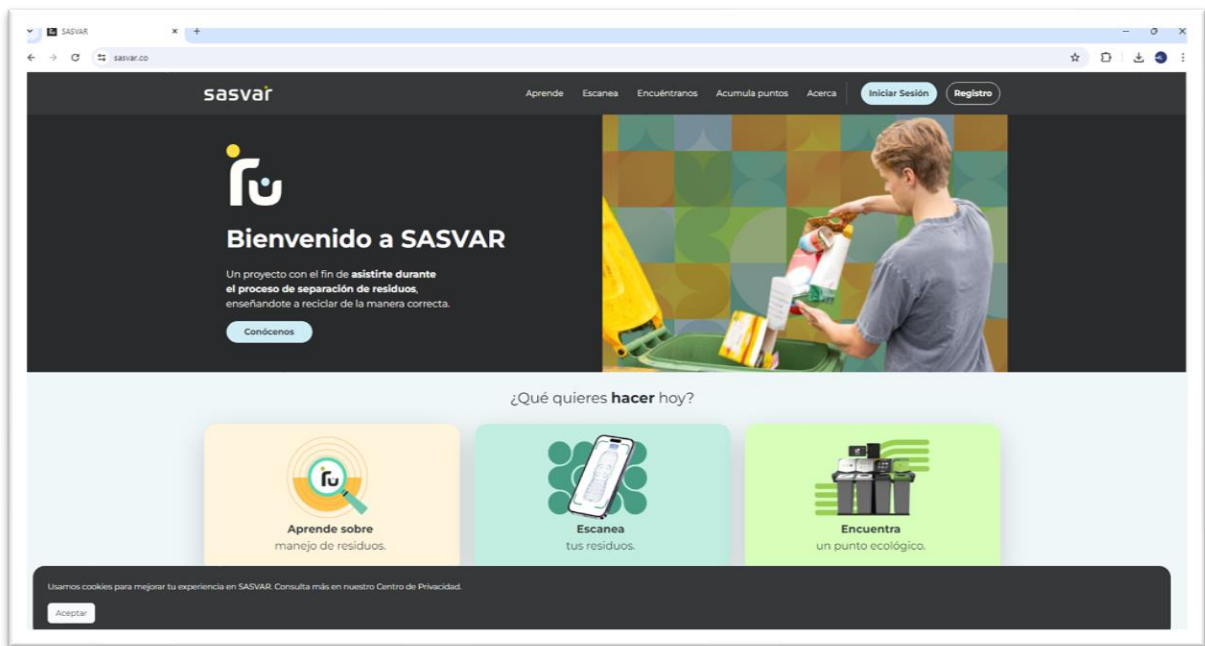 SASVAR
sasvar.co
sasvar
Aprende Escanea Encuéntranos Acumula puntos Acerca Iniciar Sesión Registro
ru
Bienvenido a SASVAR
Un proyecto con el fin de asistirte durante
el proceso de separación de residuos,
enseñandote a reciclar de la manera correcta.
Conócenos
¿Qué quieres hacer hoy?
ru
Aprende sobre
manejo de residuos.
Escanea
tus residuos.
Encuentra
un punto ecológico.
Usamos cookies para mejorar tu experiencia en SASVAR. Consulta más en nuestro Centro de Privacidad.
Aceptar